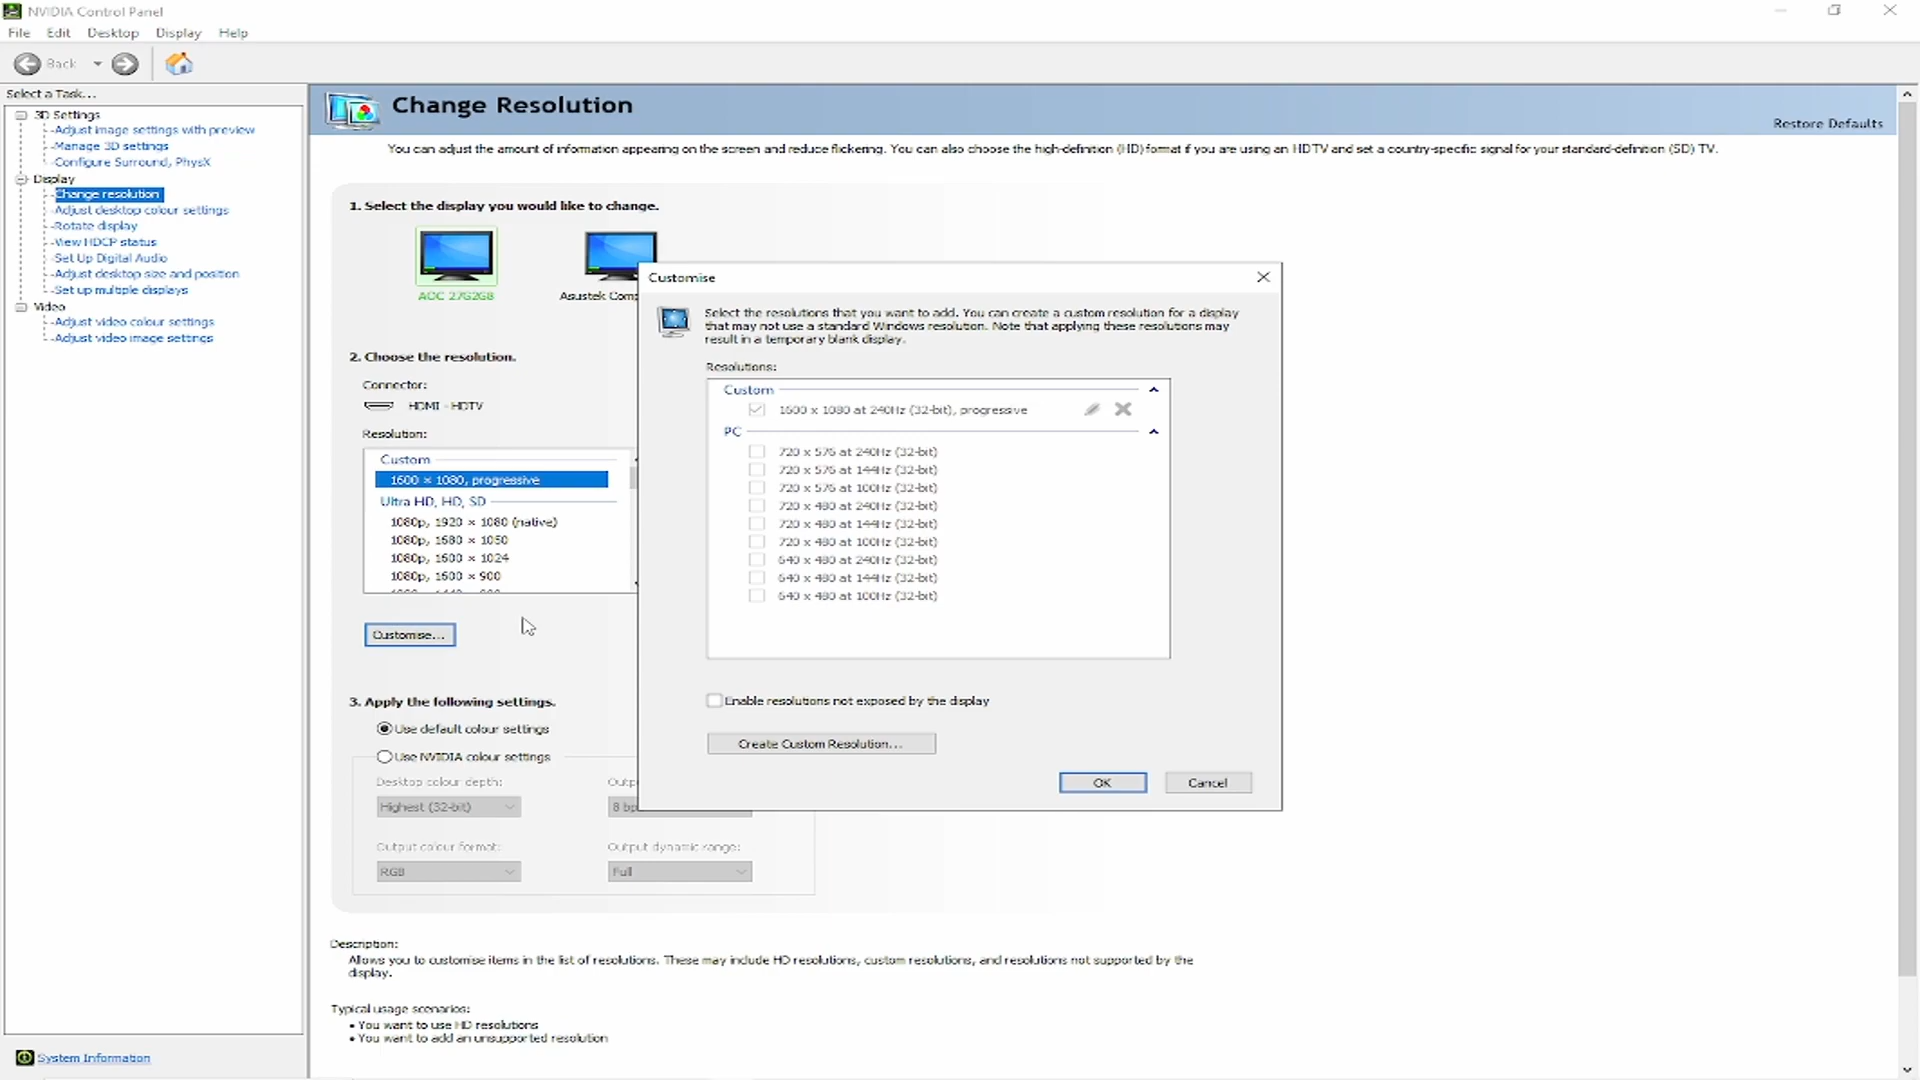 NVIDIA Control Panel
File Edit Desktop Display Help
Back
Select a Task...
3D Settings
Adjust image settings with preview
Manage 3D settings
Configure Surround, PhysX
Display
Change resolution
Adjust desktop colour settings
Rotate display
View HDCP status
Set Up Digital Audio
Adjust desktop size and position
Set up multiple displays
Video
Adjust video colour settings
Adjust video image settings
System Information
Change Resolution
Restore Defaults
You can adjust the amount of information appearing on the screen and reduce flickering. You can also choose the high-definition (HD) format if you are using an HDTV and set a country-specific signal for your standard-definition (SD) TV.
1. Select the display you would like to change.
AOC 27G2G8
Asustek Comp
2. Choose the resolution.
Connector:
HDMI - HDTV
Resolution:
Custom
1600 × 1080, progressive
Ultra HD, HD, SD
1080p, 1920 × 1080 (native)
1080p, 1680 × 1050
1080p, 1600 × 1024
1080p, 1600 × 900
Customise...
3. Apply the following settings.
Use default colour settings
Use NVIDIA colour settings
Desktop colour depth:
Highest (32-bit)
Outp
8 bp
Output colour format:
RGB
Output dynamic range:
Full
Description:
Allows you to customise items in the list of resolutions. These may include HD resolutions, custom resolutions, and resolutions not supported by the
display.
Typical usage scenarios:
• You want to use HD resolutions
• You want to add an unsupported resolution
Customise
Select the resolutions that you want to add. You can create a custom resolution for a display
that may not use a standard Windows resolution. Note that applying these resolutions may
result in a temporary blank display.
Resolutions:
Custom
1600 x 1080 at 240Hz (32-bit), progressive
PC
720 x 576 at 240Hz (32-bit)
720 x 576 at 144Hz (32-bit)
720 x 576 at 100Hz (32-bit)
720 x 480 at 240Hz (32-bit)
720 x 480 at 144Hz (32-bit)
720 x 480 at 100Hz (32-bit)
640 x 480 at 240Hz (32-bit)
640 x 480 at 144Hz (32-bit)
640 x 480 at 100Hz (32-bit)
Enable resolutions not exposed by the display
Create Custom Resolution...
OK
Cancel